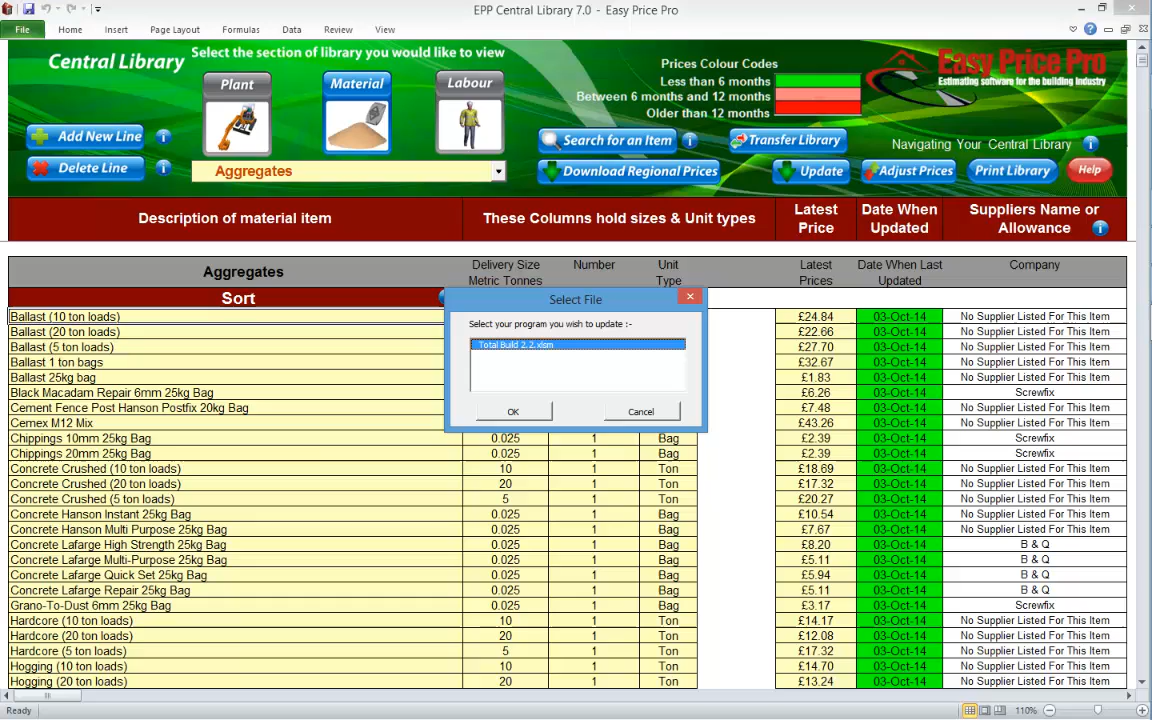 EPP Central Library 7.0 - Easy Price Pro
File Home Insert Page Layout Formulas Data Review View
Central Library
Select the section of library you would like to view
Plant
Material
Labour
Prices Colour Codes
Less than 6 months
Between 6 months and 12 months
Older than 12 months
Easy Price Pro
Estimating software for the building industry
Add New Line
Delete Line
Aggregates
Search for an Item
Transfer Library
Navigating Your Central Library
Download Regional Prices
Update
Adjust Prices
Print Library
Help
Description of material item
These Columns hold sizes & Unit types
Latest Price
Date When Updated
Suppliers Name or Allowance
Aggregates
Delivery Size Metric Tonnes
Number
Unit Type
Latest Prices
Date When Last Updated
Company
Sort
Select File
Select your program you wish to update :-
Total Build 2.2.xlsm
OK
Cancel
Ballast (10 ton loads) £24.84 03-Oct-14 No Supplier Listed For This Item
Ballast (20 ton loads) £22.66 03-Oct-14 No Supplier Listed For This Item
Ballast (5 ton loads) £27.70 03-Oct-14 No Supplier Listed For This Item
Ballast 1 ton bags £32.67 03-Oct-14 No Supplier Listed For This Item
Ballast 25kg bag £1.83 03-Oct-14 No Supplier Listed For This Item
Black Macadam Repair 6mm 25kg Bag £6.26 03-Oct-14 Screwfix
Cement Fence Post Hanson Postfix 20kg Bag £7.48 03-Oct-14 No Supplier Listed For This Item
Cemex M12 Mix £43.26 03-Oct-14 No Supplier Listed For This Item
Chippings 10mm 25kg Bag 0.025 1 Bag £2.39 03-Oct-14 Screwfix
Chippings 20mm 25kg Bag 0.025 1 Bag £2.39 03-Oct-14 Screwfix
Concrete Crushed (10 ton loads) 10 1 Ton £18.69 03-Oct-14 No Supplier Listed For This Item
Concrete Crushed (20 ton loads) 20 1 Ton £17.32 03-Oct-14 No Supplier Listed For This Item
Concrete Crushed (5 ton loads) 5 1 Ton £20.27 03-Oct-14 No Supplier Listed For This Item
Concrete Hanson Instant 25kg Bag 0.025 1 Bag £10.54 03-Oct-14 No Supplier Listed For This Item
Concrete Hanson Multi Purpose 25kg Bag 0.025 1 Bag £7.67 03-Oct-14 No Supplier Listed For This Item
Concrete Lafarge High Strength 25kg Bag 0.025 1 Bag £8.20 03-Oct-14 B & Q
Concrete Lafarge Multi-Purpose 25kg Bag 0.025 1 Bag £5.11 03-Oct-14 B & Q
Concrete Lafarge Quick Set 25kg Bag 0.025 1 Bag £5.94 03-Oct-14 B & Q
Concrete Lafarge Repair 25kg Bag 0.025 1 Bag £5.11 03-Oct-14 B & Q
Grano-To-Dust 6mm 25kg Bag 0.025 1 Bag £3.17 03-Oct-14 Screwfix
Hardcore (10 ton loads) 10 1 Ton £14.17 03-Oct-14 No Supplier Listed For This Item
Hardcore (20 ton loads) 20 1 Ton £12.08 03-Oct-14 No Supplier Listed For This Item
Hardcore (5 ton loads) 5 1 Ton £17.32 03-Oct-14 No Supplier Listed For This Item
Hogging (10 ton loads) 10 1 Ton £14.70 03-Oct-14 No Supplier Listed For This Item
Hogging (20 ton loads) 20 1 Ton £13.24 03-Oct-14 No Supplier Listed For This Item
Ready
110%